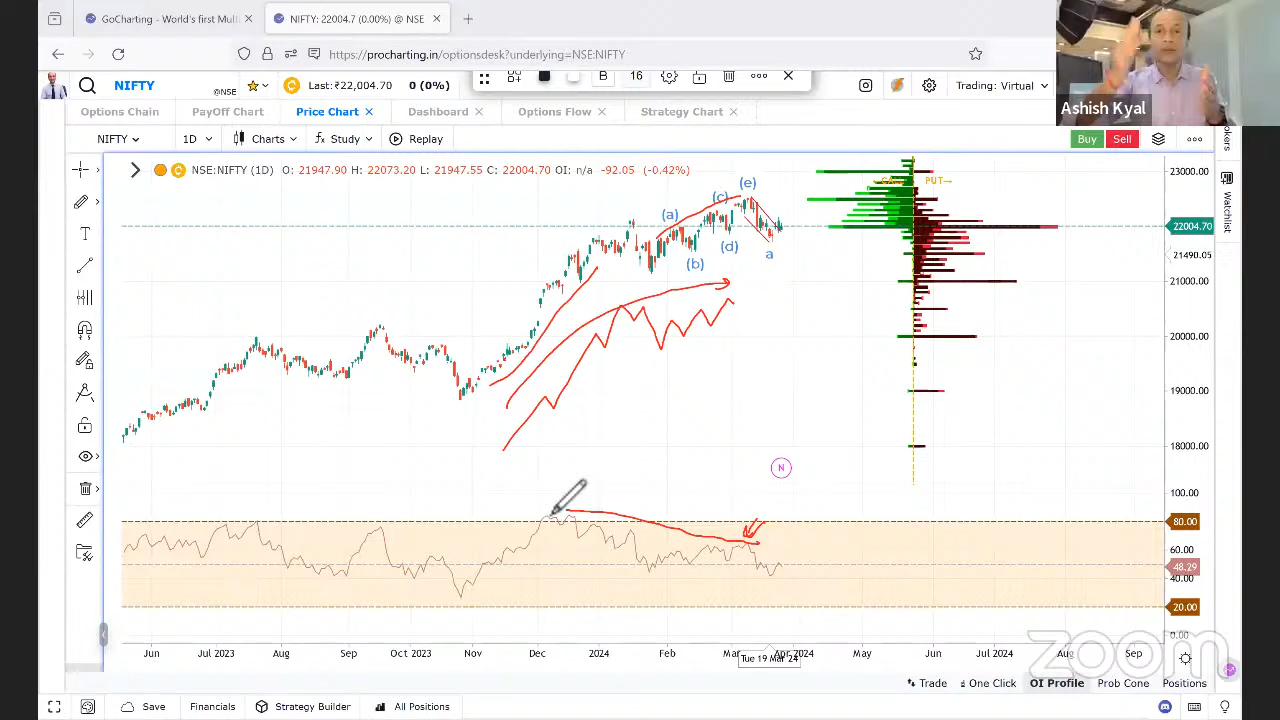 GoCharting - World's first Mul
NIFTY: 22004.7 (0.00%) @ NSE
https://procharting.in/optionsdesk?underlying=NSE:NIFTY
NIFTY
@NSE
Last:₹22,004.70 0 (0%)
B
16
Trading: Virtual
Ashish Kyal
Options Chain
PayOff Chart
Price Chart
Dashboard
Options Flow
Strategy Chart
NIFTY
1D
Charts
Study
Replay
Buy
Sell
NSE:NIFTY (1D) O: 21947.90 H: 22073.20 L: 21947.55 C: 22004.70 OI: n/a -92.05 (-0.42%)
PUT→
Watchlist
(a)
(b)
(c)
(d)
(e)
a
N
23000.00
22004.70
21490.05
21000.00
20000.00
19000.00
18000.00
100.00
80.00
60.00
48.29
40.00
20.00
0.00
Jun
Jul 2023
Aug
Sep
Oct
Nov
Dec
2024
Feb
Mar
Apr 2024
May
Jun
Jul 2024
Aug
Sep
Tue 19 Mar'24
zoom
Trade
One Click
OI Profile
Prob Cone
Positions
Save
Financials
Strategy Builder
All Positions